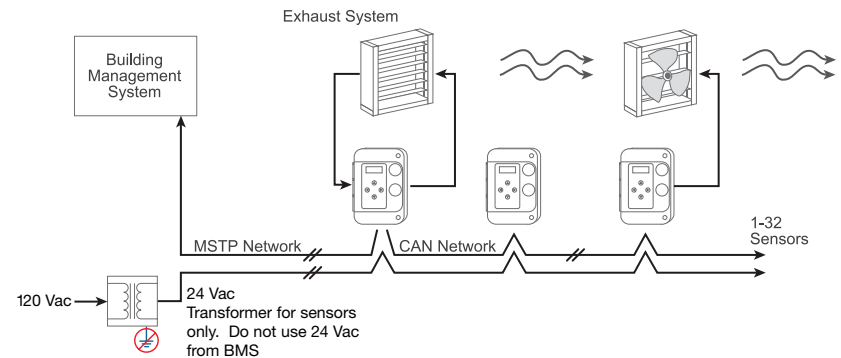 Exhaust System
Building
Management
System
MSTP Network
CAN Network
1-32
Sensors
120 Vac
24 Vac
Transformer for sensors
only. Do not use 24 Vac
from BMS